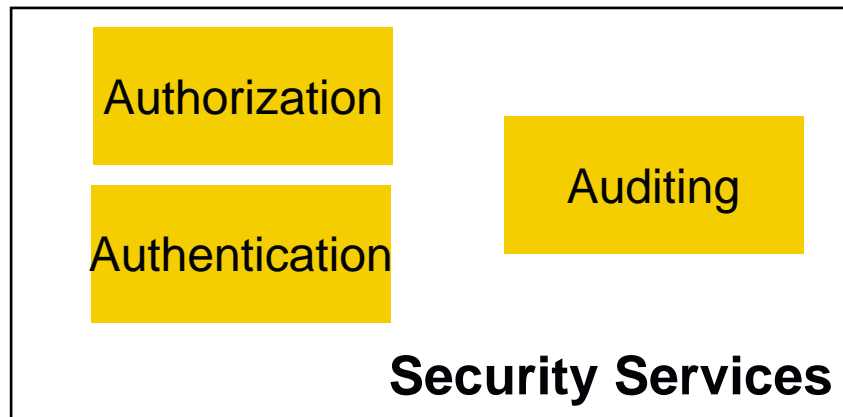 Authorization
Authentication
Auditing
Security Services